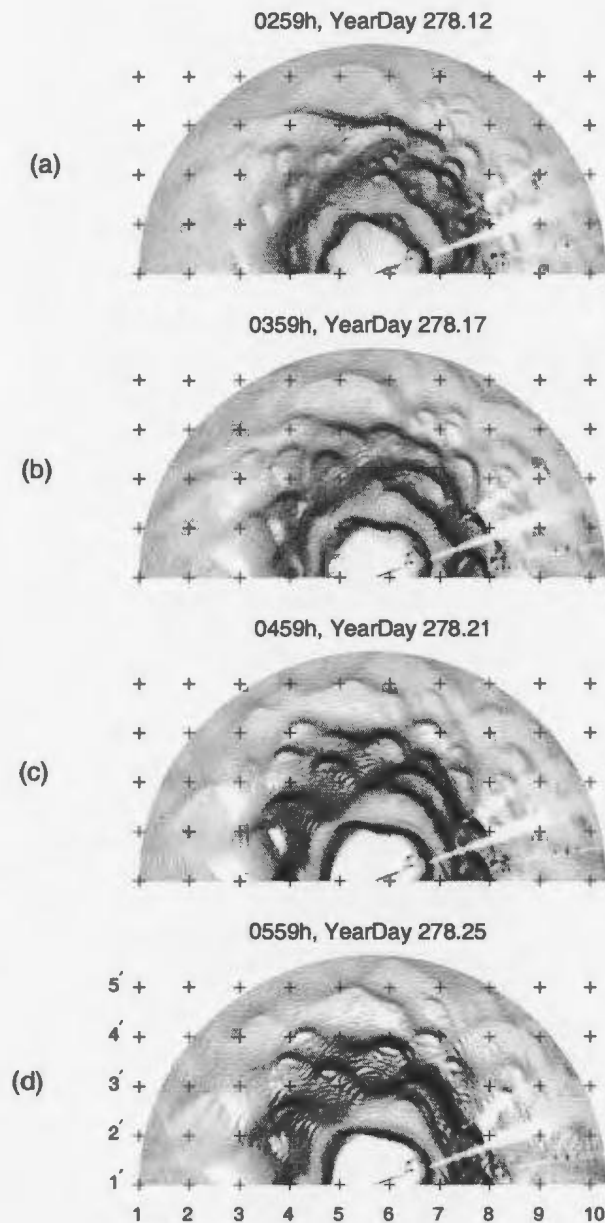 0259h, YearDay 278.12
(a)
0359h, YearDay 278.17
(b)
0459h, YearDay 278.21
(c)
0559h, YearDay 278.25
(d)
5´
4´
3´
2´
1´
1 2 3 4 5 6 7 8 9 10